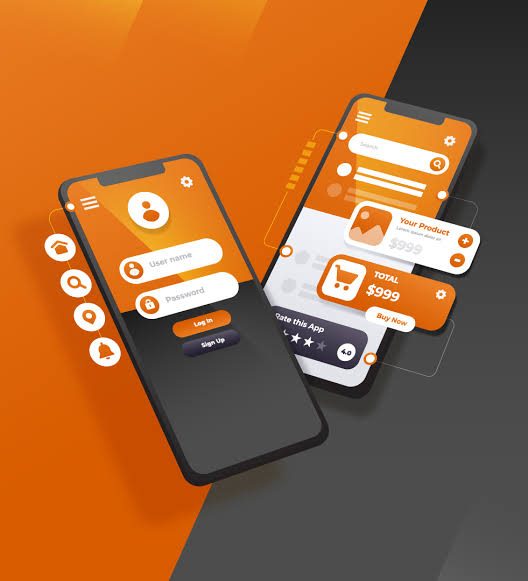 User name
Password
Log in
Sign Up
Search
Your Product
Lorem ipsum dolor sit
$999
TOTAL
$999
Buy Now
Rate this App
4.0